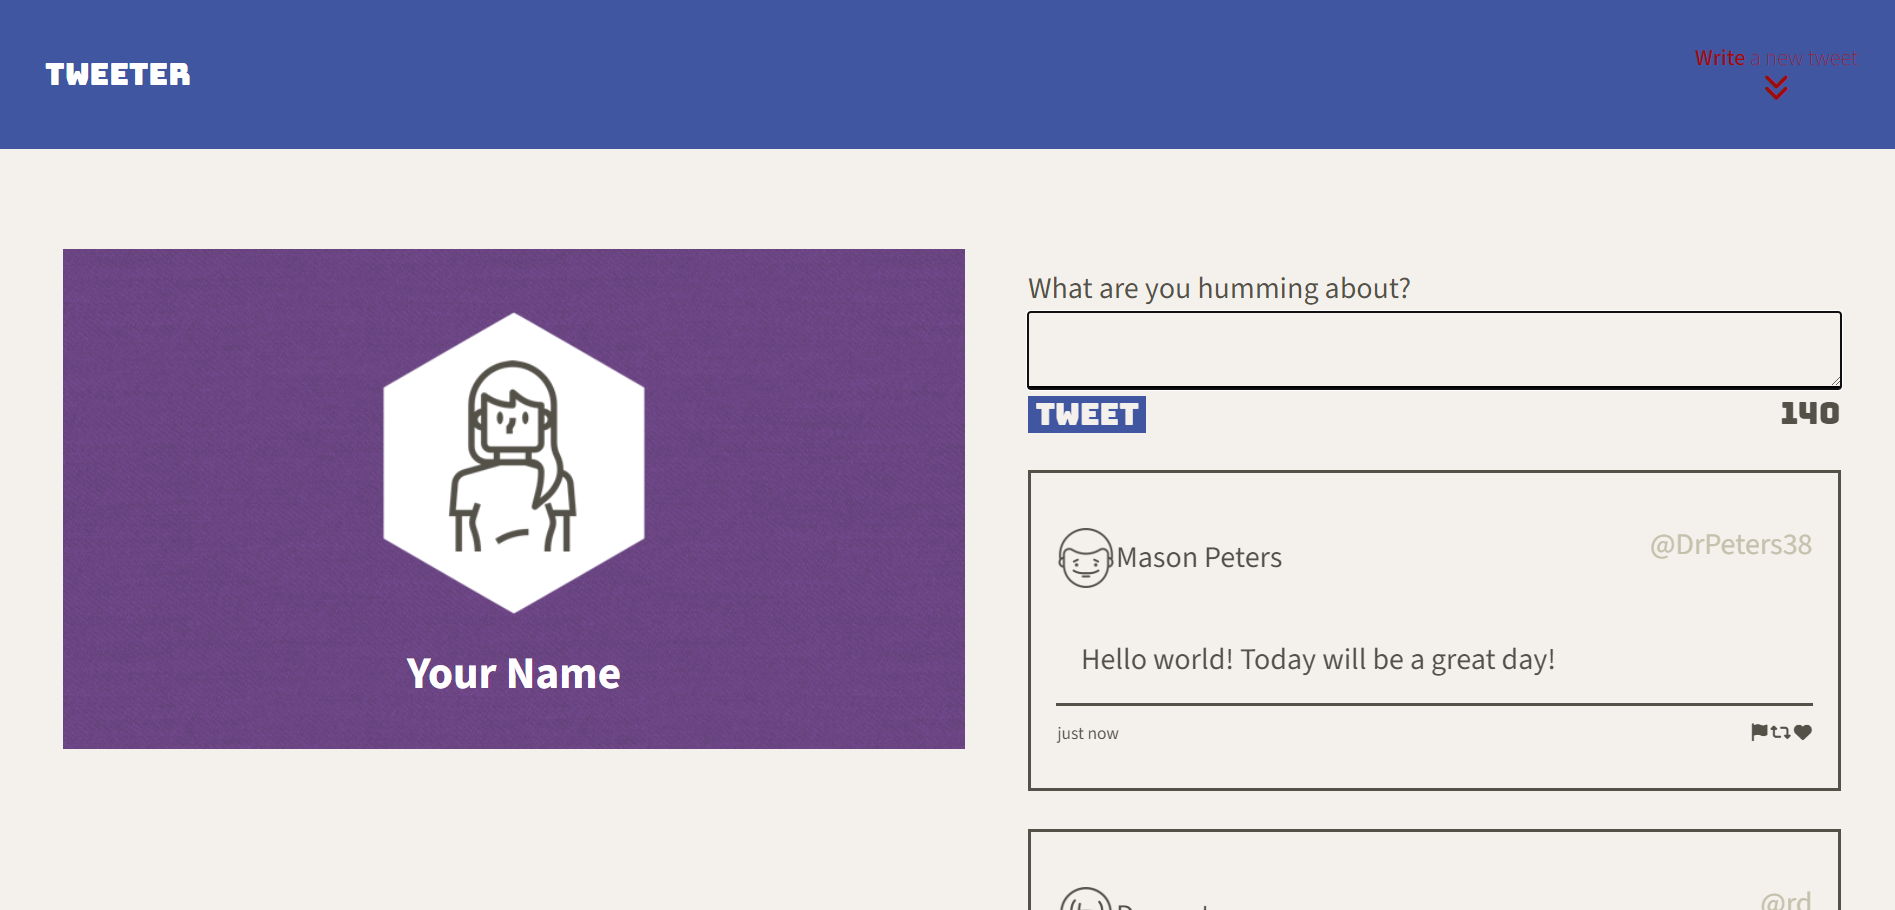 TWEETER
Write a new tweet
Your Name
What are you humming about?
TWEET
140
Mason Peters
@DrPeters38
Hello world! Today will be a great day!
just now
@rd